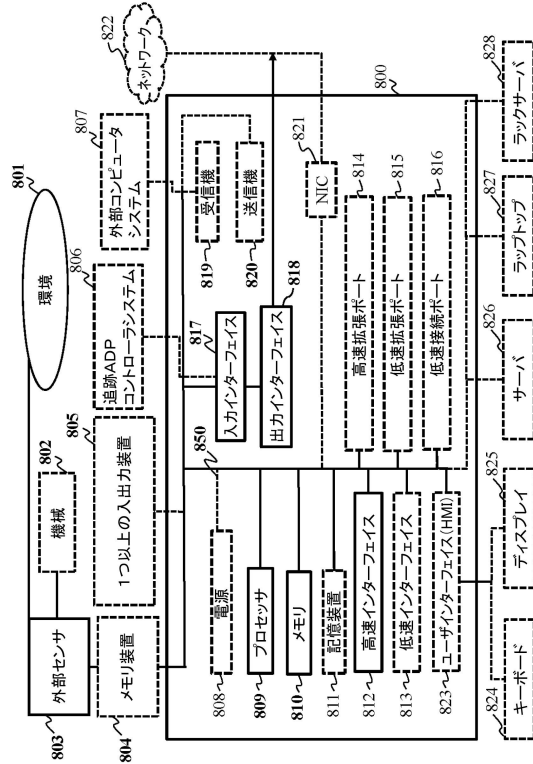 801
環境
802
機械
外部センサ
803
メモリ装置
804
805
1つ以上の入出力装置
806
追跡ADP
コントローラシステム
807
外部コンピュータ
システム
822
ネットワーク
800
850
電源
808
プロセッサ
809
メモリ
810
記憶装置
811
高速インターフェイス
812
低速インターフェイス
813
ユーザインターフェイス(HMI)
823
817
入力インターフェイス
出力インターフェイス
818
受信機
819
送信機
820
821
NIC
高速拡張ポート
814
低速拡張ポート
815
低速接続ポート
816
824
キーボード
825
ディスプレイ
826
サーバ
827
ラップトップ
828
ラックサーバ